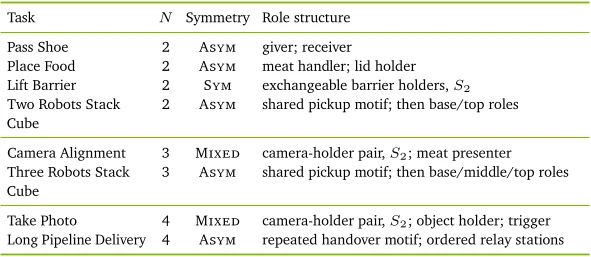 Task N Symmetry Role structure
Pass Shoe 2 ASYM giver; receiver
Place Food 2 ASYM meat handler; lid holder
Lift Barrier 2 SYM exchangeable barrier holders, S₂
Two Robots Stack 2 ASYM shared pickup motif; then base/top roles
Cube
Camera Alignment 3 MIXED camera-holder pair, S₂; meat presenter
Three Robots Stack 3 ASYM shared pickup motif; then base/middle/top roles
Cube
Take Photo 4 MIXED camera-holder pair, S₂; object holder; trigger
Long Pipeline Delivery 4 ASYM repeated handover motif; ordered relay stations